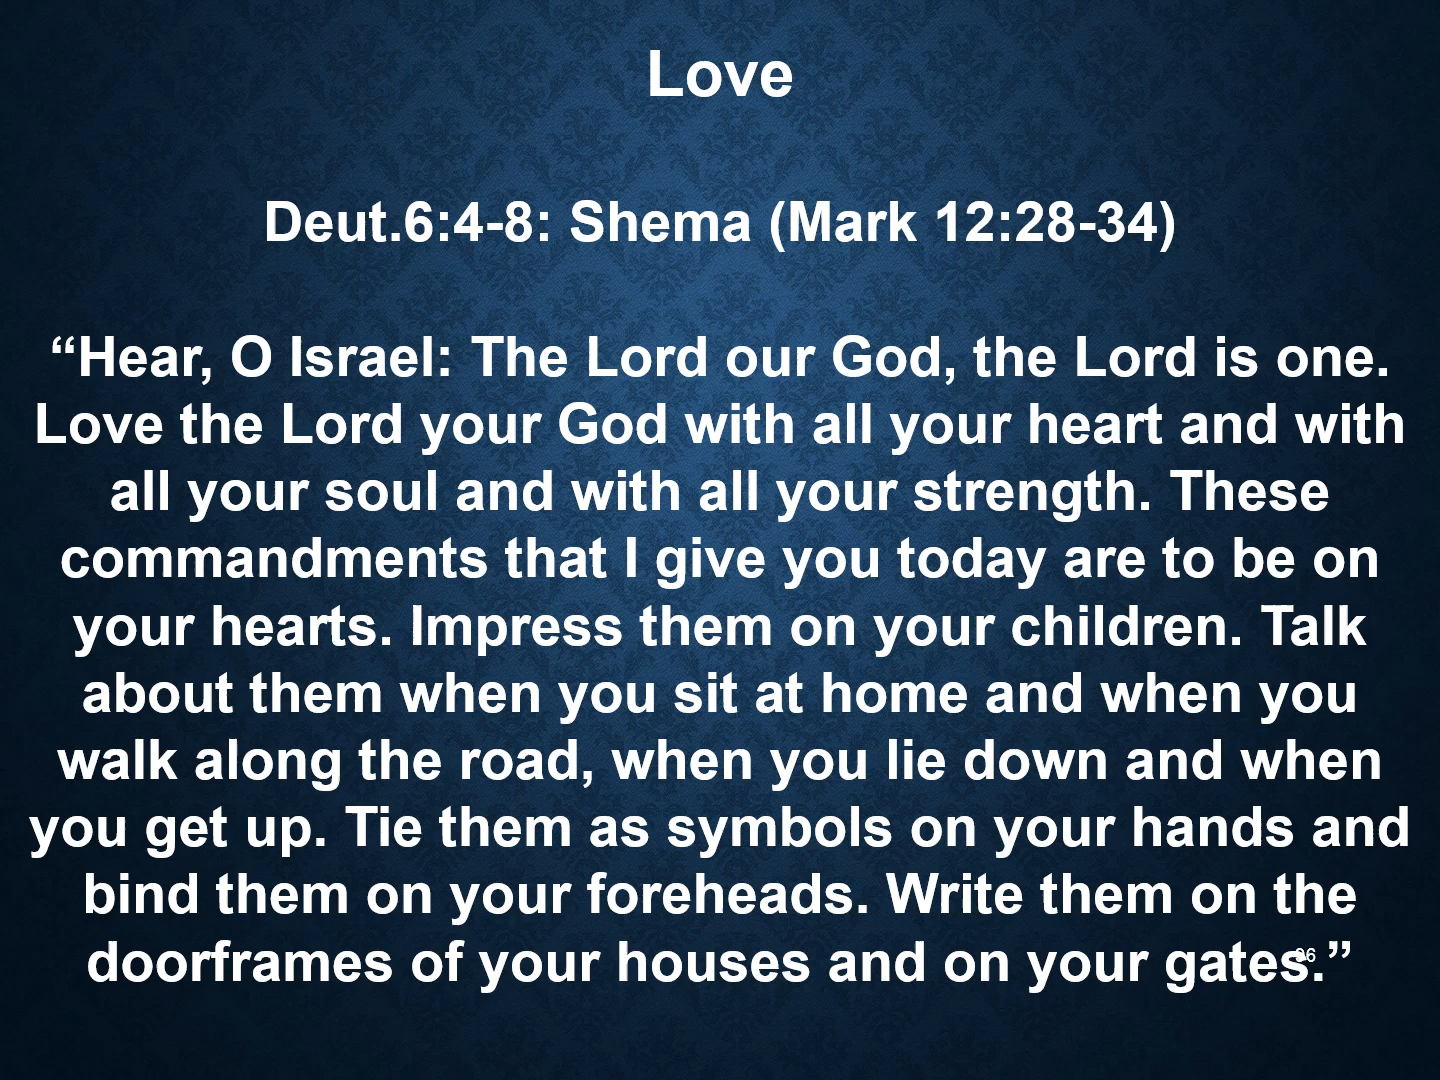 Love
Deut.6:4-8: Shema (Mark 12:28-34)
“Hear, O Israel: The Lord our God, the Lord is one.
Love the Lord your God with all your heart and with
all your soul and with all your strength. These
commandments that I give you today are to be on
your hearts. Impress them on your children. Talk
about them when you sit at home and when you
walk along the road, when you lie down and when
you get up. Tie them as symbols on your hands and
bind them on your foreheads. Write them on the
doorframes of your houses and on your gates.”